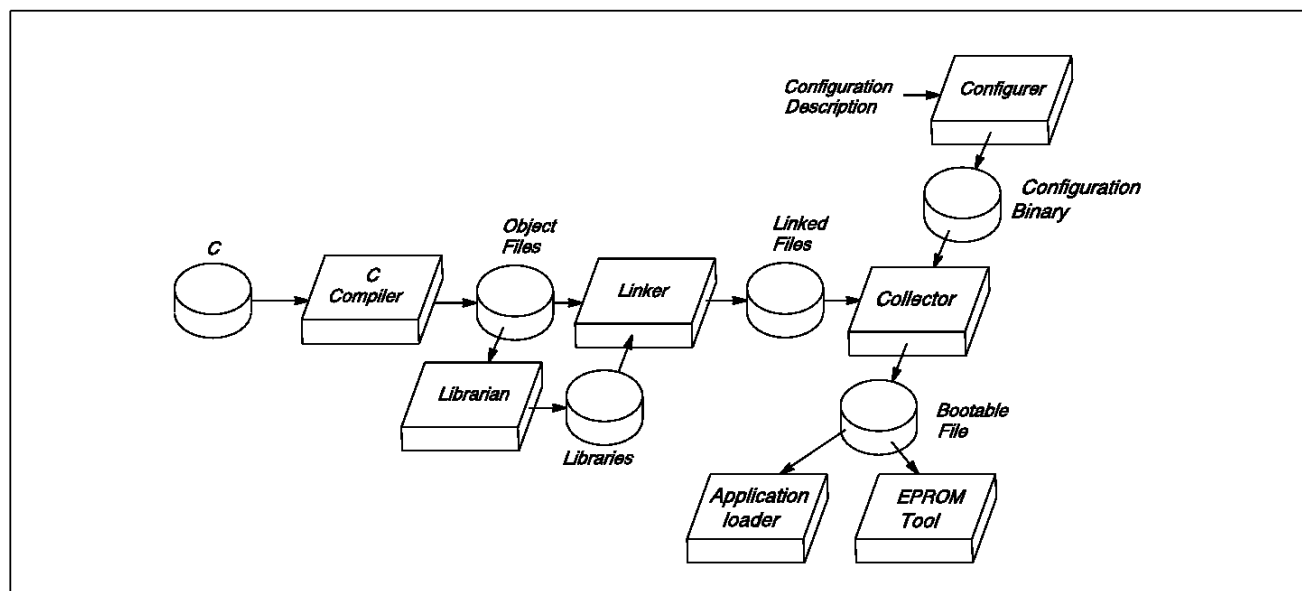 Configuration
Description
Configurer
Configuration
Binary
C
C
Compiler
Object
Files
Linker
Linked
Files
Collector
Librarian
Libraries
Bootable
File
Application
loader
EPROM
Tool